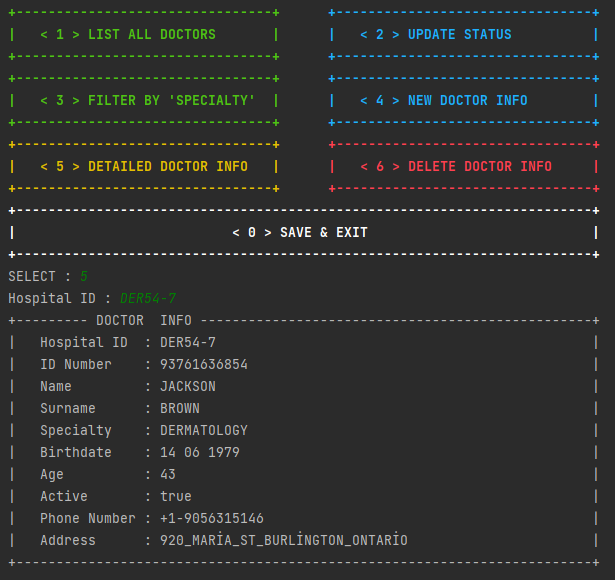 < 1 > LIST ALL DOCTORS
< 2 > UPDATE STATUS
< 3 > FILTER BY 'SPECIALTY'
< 4 > NEW DOCTOR INFO
< 5 > DETAILED DOCTOR INFO
< 6 > DELETE DOCTOR INFO
< 0 > SAVE & EXIT
SELECT : 5
Hospital ID : DER54-7
DOCTOR  INFO
Hospital ID  : DER54-7
ID Number    : 93761636854
Name         : JACKSON
Surname      : BROWN
Specialty    : DERMATOLOGY
Birthdate    : 14 06 1979
Age          : 43
Active       : true
Phone Number : +1-9056315146
Address      : 920_MARİA_ST_BURLİNGTON_ONTARİO